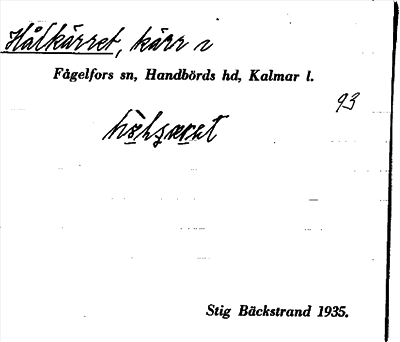 Hålkärret, kärr
Fågelfors sn, Handbörds hd, Kalmar l.
93
Stig Bäckstrand 1935.